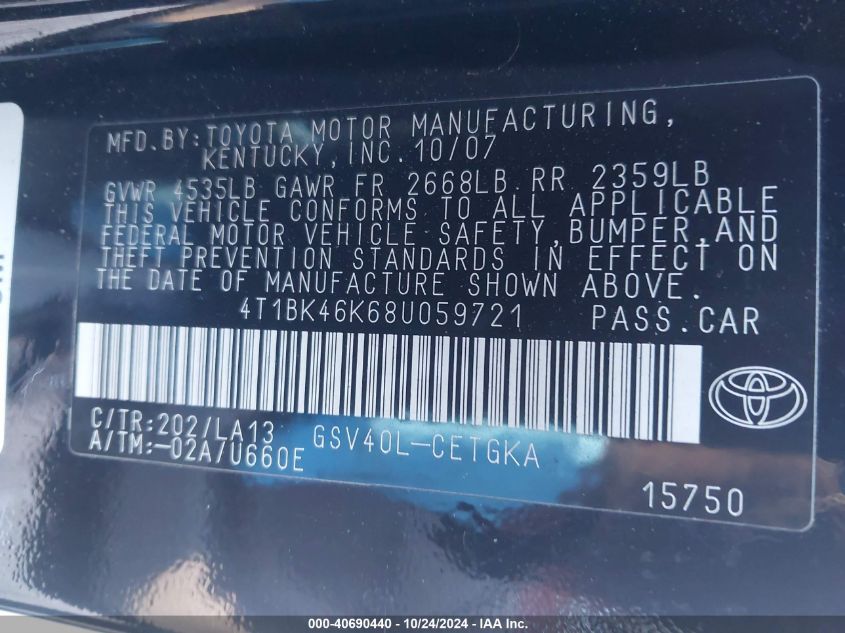 MFD.BY:TOYOTA MOTOR MANUFACTURING,
KENTUCKY,INC.10/07
GVWR 4535LB GAWR FR 2668LB RR 2359LB
THIS VEHICLE CONFORMS TO ALL APPLICABLE
FEDERAL MOTOR VEHICLE SAFETY,BUMPER,AND
THEFT PREVENTION STANDARDS IN EFFECT ON
THE DATE OF MANUFACTURE SHOWN ABOVE.
4T1BK46K68U059721 PASS.CAR
C/TR:202/LA13 GSV40L-CETGKA
A/TM:-02A/U660E
15750
000-40690440 - 10/24/2024 - IAA Inc.